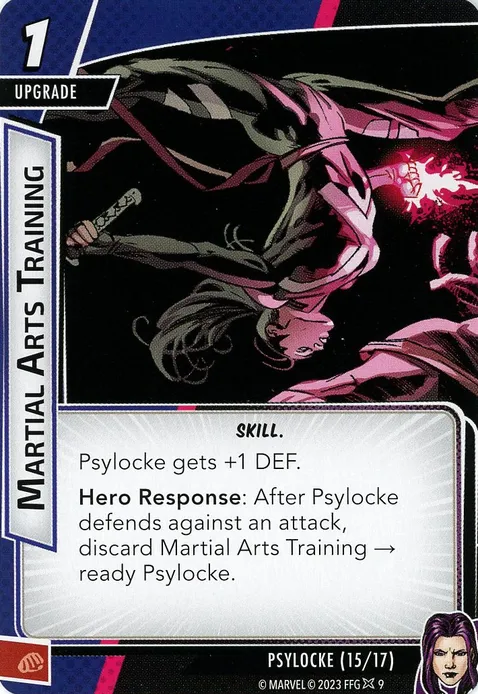 1
UPGRADE
MARTIAL ARTS TRAINING
SKILL.
Psylocke gets +1 DEF.
Hero Response: After Psylocke
defends against an attack,
discard Martial Arts Training →
ready Psylocke.
PSYLOCKE (15/17)
© MARVEL © 2023 FFG 9